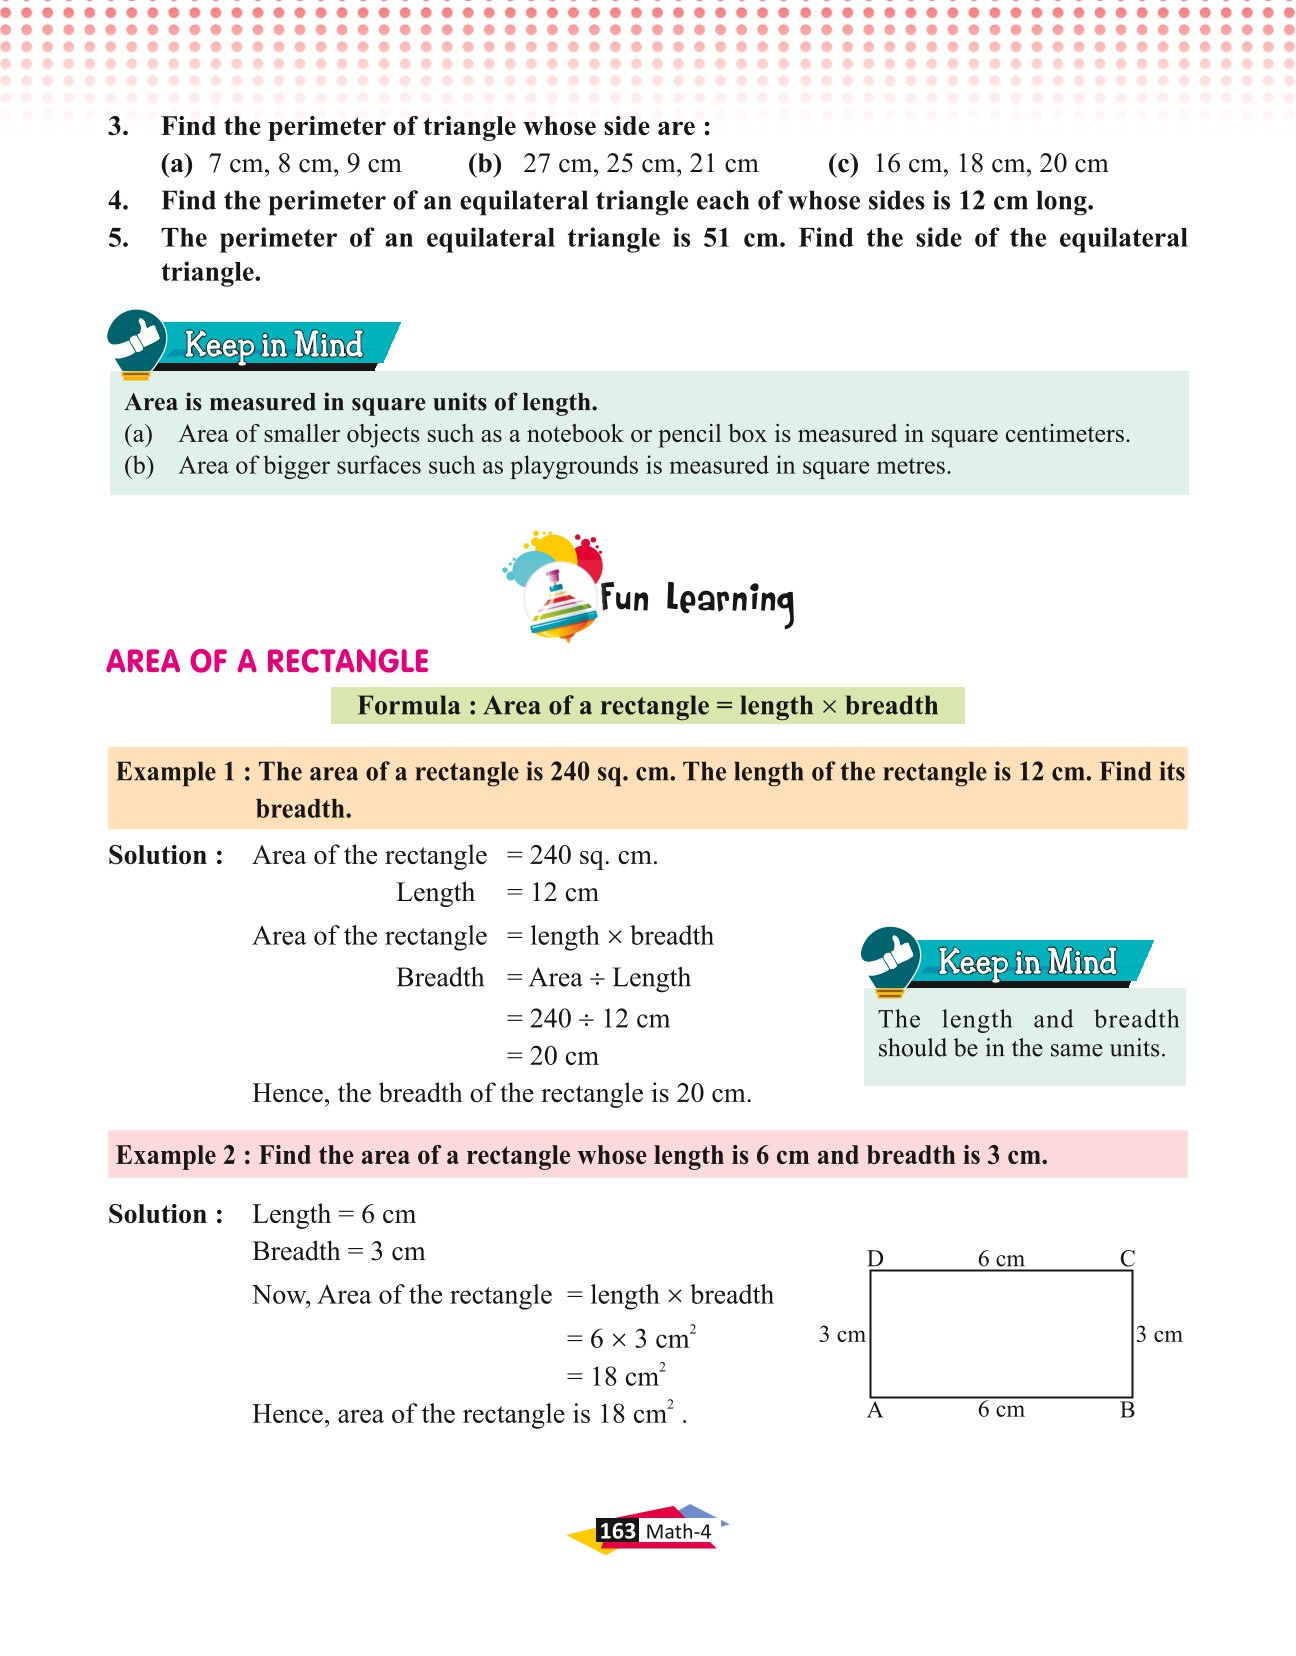 3. Find the perimeter of triangle whose side are :
(a) 7 cm, 8 cm, 9 cm (b) 27 cm, 25 cm, 21 cm (c) 16 cm, 18 cm, 20 cm
4. Find the perimeter of an equilateral triangle each of whose sides is 12 cm long.
5. The perimeter of an equilateral triangle is 51 cm. Find the side of the equilateral
triangle.
Keep in Mind
Area is measured in square units of length.
(a) Area of smaller objects such as a notebook or pencil box is measured in square centimeters.
(b) Area of bigger surfaces such as playgrounds is measured in square metres.
Fun Learning
AREA OF A RECTANGLE
Formula : Area of a rectangle = length × breadth
Example 1 : The area of a rectangle is 240 sq. cm. The length of the rectangle is 12 cm. Find its
breadth.
Solution : Area of the rectangle = 240 sq. cm.
Length = 12 cm
Area of the rectangle = length × breadth
Breadth = Area ÷ Length
= 240 ÷ 12 cm
= 20 cm
Hence, the breadth of the rectangle is 20 cm.
Keep in Mind
The length and breadth
should be in the same units.
Example 2 : Find the area of a rectangle whose length is 6 cm and breadth is 3 cm.
Solution : Length = 6 cm
Breadth = 3 cm
Now, Area of the rectangle = length × breadth
= 6 × 3 cm²
= 18 cm²
Hence, area of the rectangle is 18 cm² .
D 6 cm C
3 cm 3 cm
A 6 cm B
163 Math-4